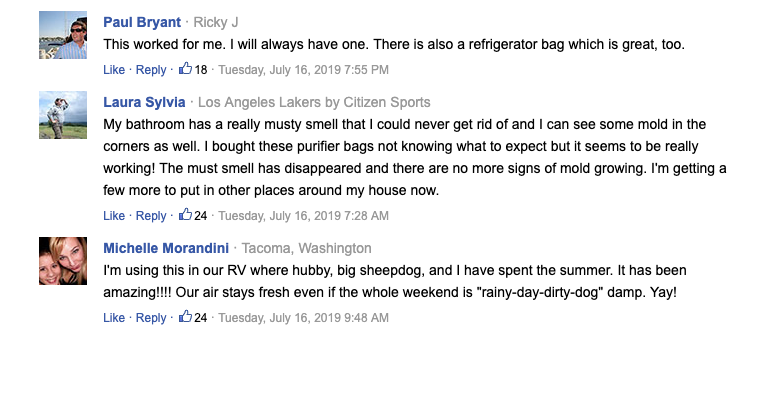 Paul Bryant · Ricky J
This worked for me. I will always have one. There is also a refrigerator bag which is great, too.
Like · Reply · 18 · Tuesday, July 16, 2019 7:55 PM
Laura Sylvia · Los Angeles Lakers by Citizen Sports
My bathroom has a really musty smell that I could never get rid of and I can see some mold in the
corners as well. I bought these purifier bags not knowing what to expect but it seems to be really
working! The must smell has disappeared and there are no more signs of mold growing. I'm getting a
few more to put in other places around my house now.
Like · Reply · 24 · Tuesday, July 16, 2019 7:28 AM
Michelle Morandini · Tacoma, Washington
I'm using this in our RV where hubby, big sheepdog, and I have spent the summer. It has been
amazing!!!! Our air stays fresh even if the whole weekend is "rainy-day-dirty-dog" damp. Yay!
Like · Reply · 24 · Tuesday, July 16, 2019 9:48 AM